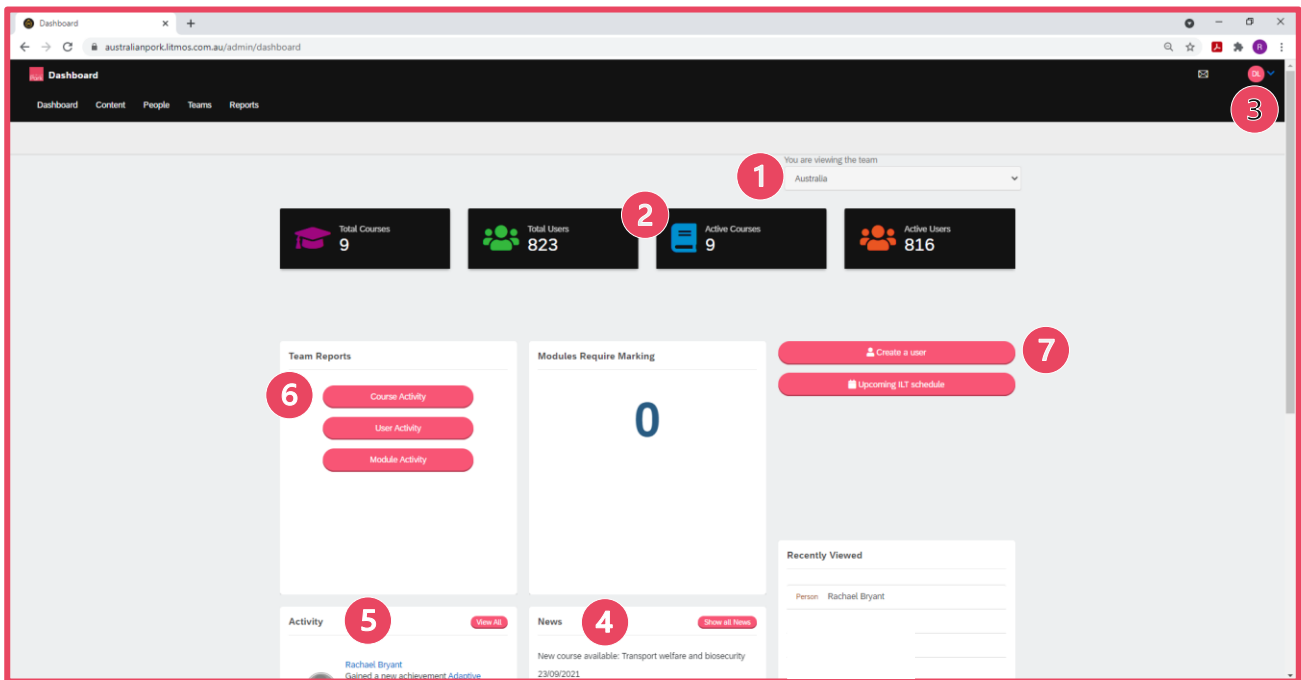 Dashboard
australianpork.litmos.com.au/admin/dashboard
R
Pork Dashboard
DL
Dashboard Content People Teams Reports
3
You are viewing the team
1
Australia
2
Total Courses
9
Total Users
823
Active Courses
9
Active Users
816
Team Reports
6
Course Activity
User Activity
Module Activity
Modules Require Marking
0
Create a user
7
Upcoming ILT schedule
Recently Viewed
Person Rachael Bryant
Activity
5
View All
Rachael Bryant
Gained a new achievement Adaptive
News
4
Show all News
New course available: Transport welfare and biosecurity
23/09/2021